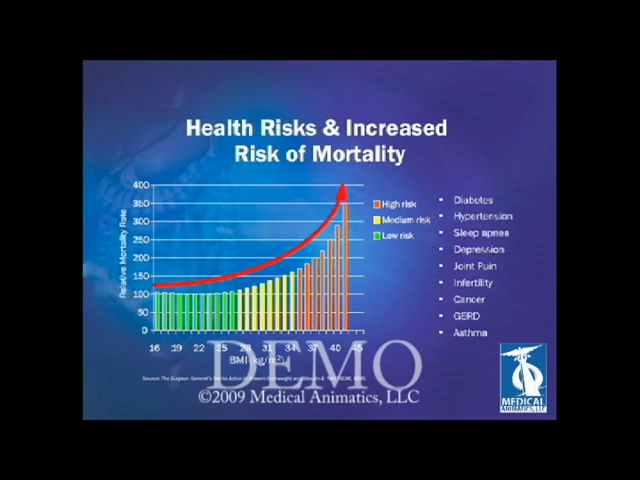 Health Risks & Increased
Risk of Mortality
Relative Mortality Risk
400
350
300
250
200
150
100
50
0
16 19 22 25 28 31 34 37 40 45
BMI (kg/m²)
High risk
Medium risk
Low risk
• Diabetes
• Hypertension
• Sleep apnea
• Depression
• Joint Pain
• Infertility
• Cancer
• GERD
• Asthma
DEMO
©2009 Medical Animatics, LLC
MEDICAL
ANIMATICS, LLC